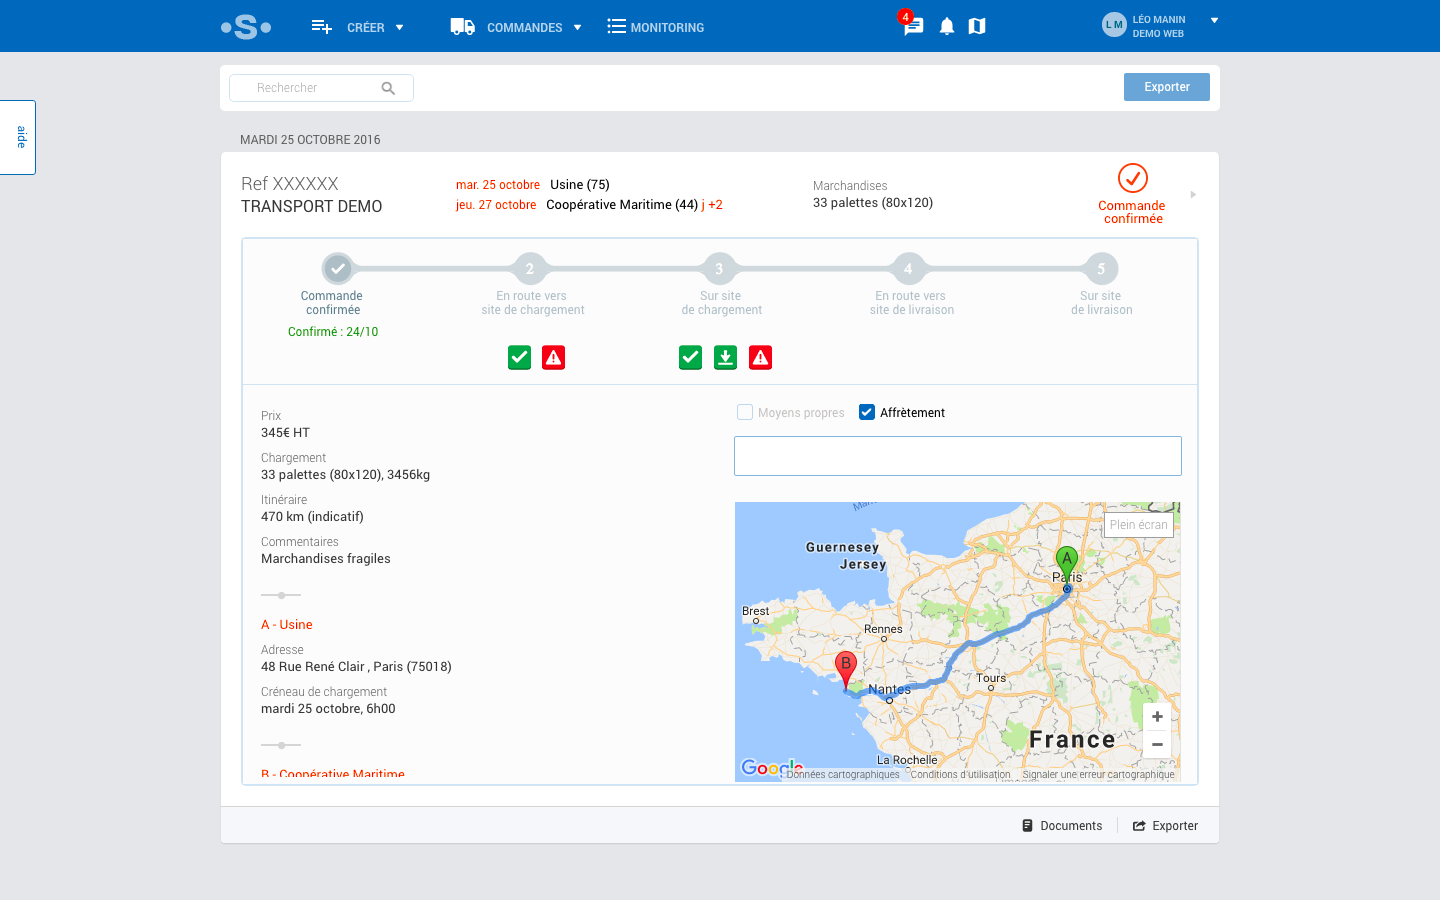 S
CRÉER
COMMANDES
MONITORING
4
L M
LÉO MANIN
DEMO WEB
Rechercher
Exporter
aide
MARDI 25 OCTOBRE 2016
Ref XXXXXX
TRANSPORT DEMO
mar. 25 octobre Usine (75)
jeu. 27 octobre Coopérative Maritime (44) j +2
Marchandises
33 palettes (80x120)
Commande
confirmée
2
3
4
5
Commande
confirmée
Confirmé : 24/10
En route vers
site de chargement
Sur site
de chargement
En route vers
site de livraison
Sur site
de livraison
Prix
345€ HT
Chargement
33 palettes (80x120), 3456kg
Itinéraire
470 km (indicatif)
Commentaires
Marchandises fragiles
A - Usine
Adresse
48 Rue René Clair , Paris (75018)
Créneau de chargement
mardi 25 octobre, 6h00
B - Coopérative Maritime
Moyens propres
Affrètement
Plein écran
Guernesey
Jersey
A
Paris
Brest
Rennes
B
Nantes
Tours
+
France
−
La Rochelle
Google
Données cartographiques Conditions d'utilisation Signaler une erreur cartographique
Documents
Exporter